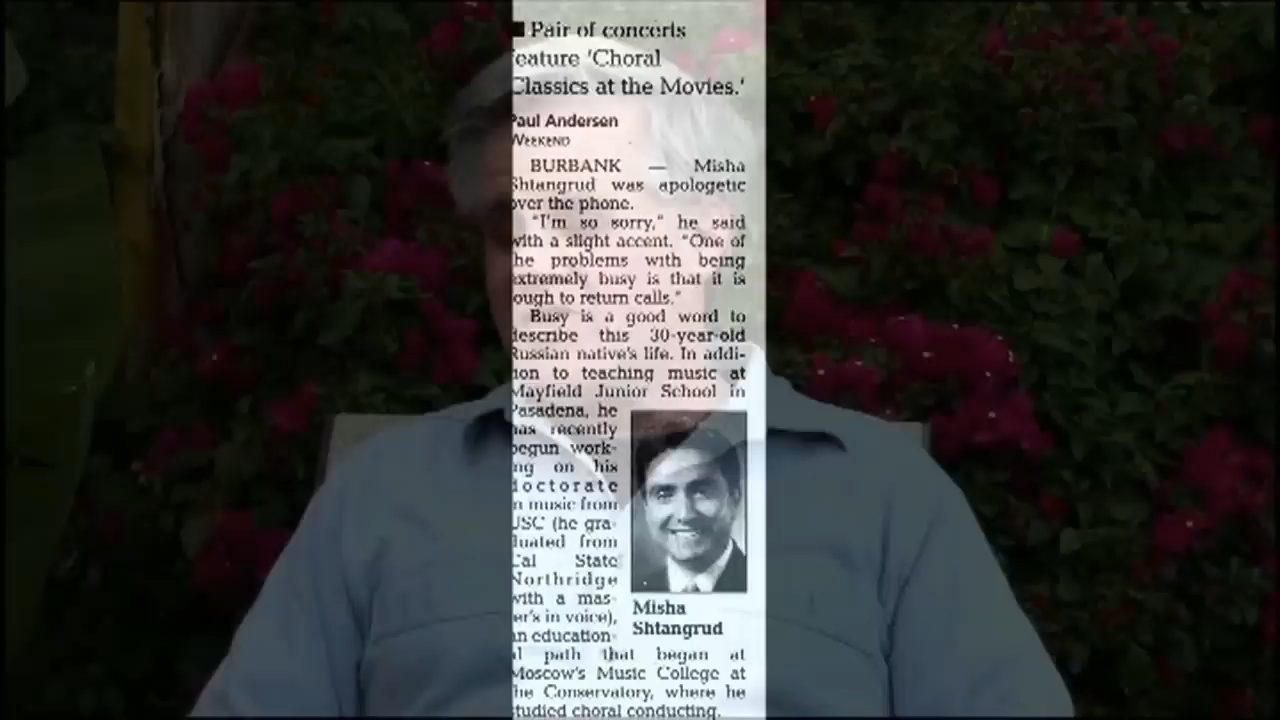 ■ Pair of concerts
feature 'Choral
Classics at the Movies.'
Paul Andersen
WEEKEND
BURBANK — Misha
Shtangrud was apologetic
over the phone.
"I'm so sorry," he said
with a slight accent. "One of
the problems with being
extremely busy is that it is
tough to return calls."
Busy is a good word to
describe this 30-year-old
Russian native's life. In addi-
tion to teaching music at
Mayfield Junior School in
Pasadena, he
has recently
begun work-
ing on his
doctorate
in music from
USC (he gra-
duated from
Cal State
Northridge
with a mas-
ter's in voice),
an education-
al path that began at
Moscow's Music College at
the Conservatory, where he
studied choral conducting.
Misha
Shtangrud